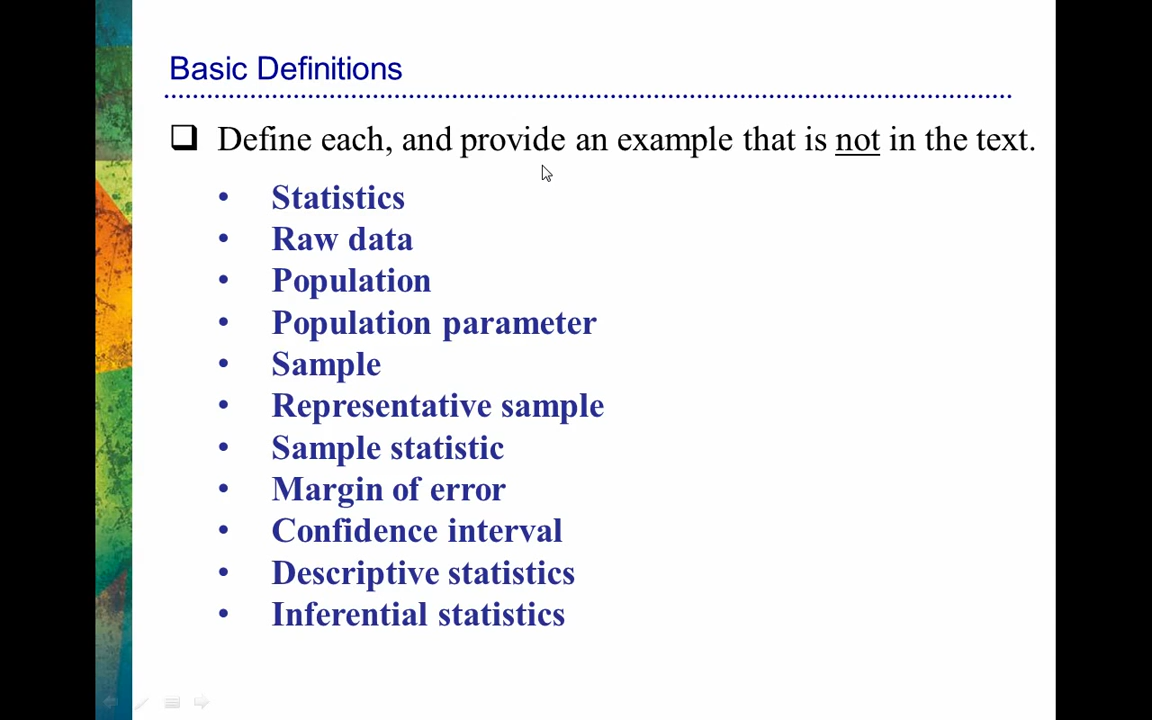 Basic Definitions
❑ Define each, and provide an example that is not in the text.
• Statistics
• Raw data
• Population
• Population parameter
• Sample
• Representative sample
• Sample statistic
• Margin of error
• Confidence interval
• Descriptive statistics
• Inferential statistics